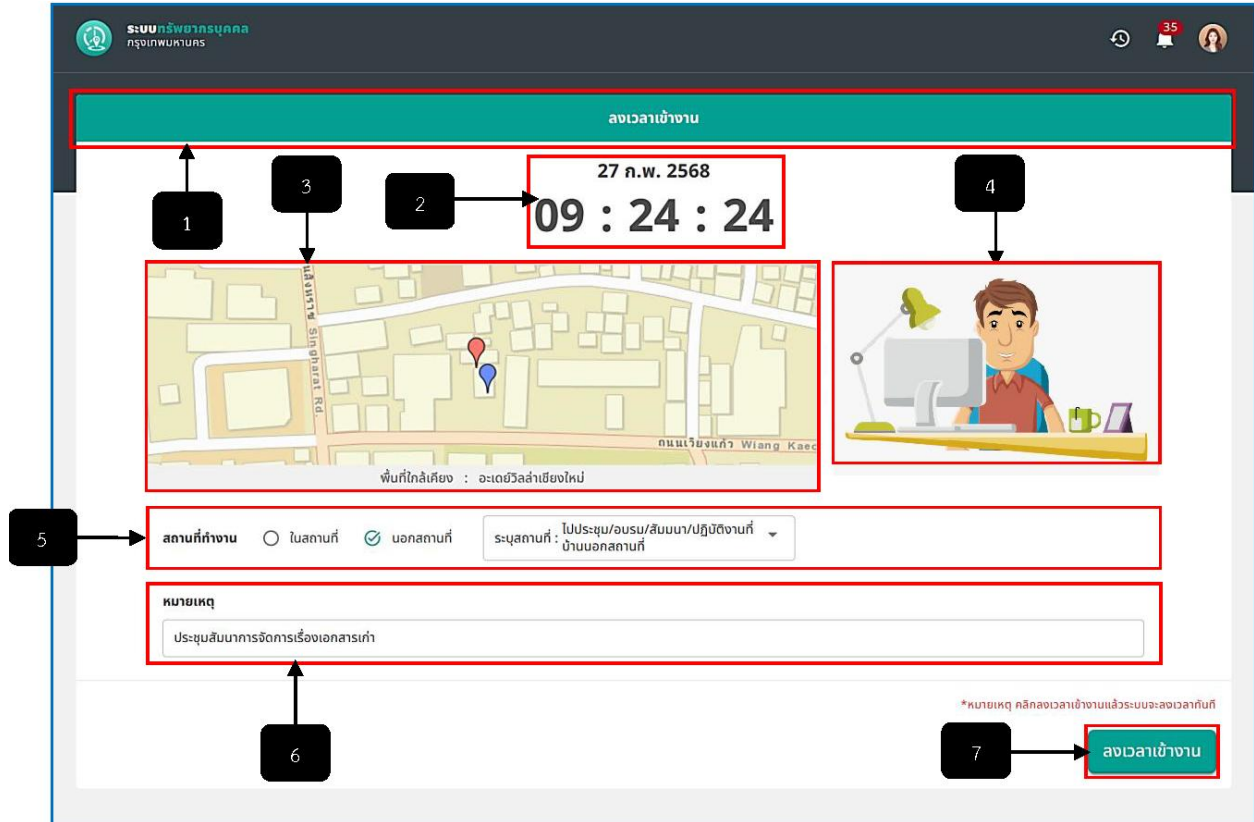 ระบบทรัพยากรบุคคล
กรุงเทพมหานคร
35
ลงเวลาเข้างาน
1
3
2
4
27 ก.พ. 2568
09 : 24 : 24
Singharat Rd.
ถนนเวียงแก้ว Wiang Kaeo
พื้นที่ใกล้เคียง : อะเดย์วิลล่าเชียงใหม่
5
สถานที่ทำงาน ในสถานที่ นอกสถานที่ ระบุสถานที่ : ไปประชุม/อบรม/สัมมนา/ปฏิบัติงานที่
บ้านนอกสถานที่
หมายเหตุ
ประชุมสัมนาการจัดการเรื่องเอกสารเก่า
*หมายเหตุ คลิกลงเวลาเข้างานแล้วระบบจะลงเวลาทันที
6
7
ลงเวลาเข้างาน